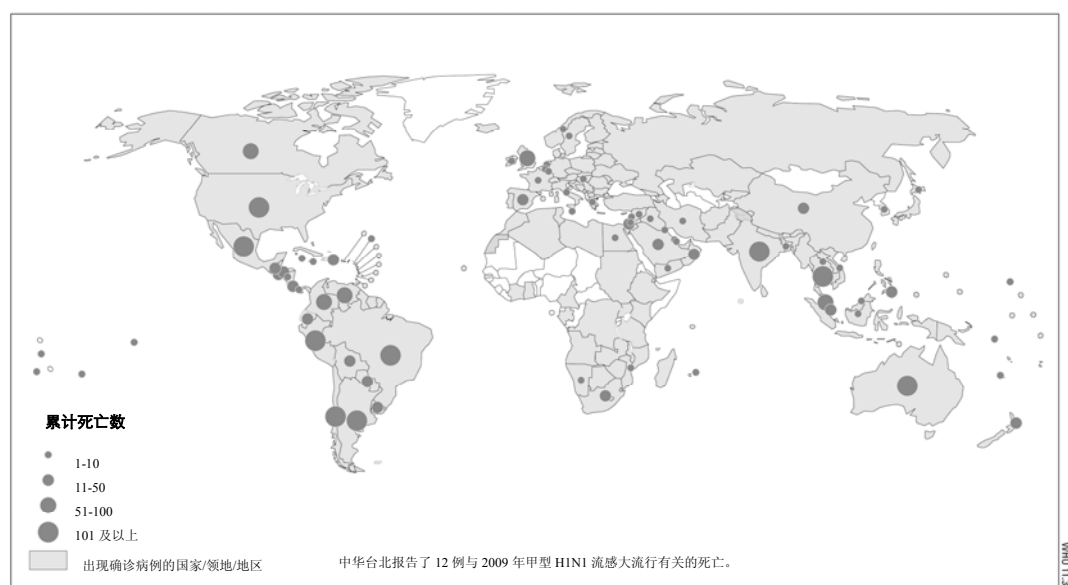 累计死亡数
1-10
11-50
51-100
101 及以上
出现确诊病例的国家/领地/地区
中华台北报告了 12 例与 2009 年甲型 H1N1 流感大流行有关的死亡。